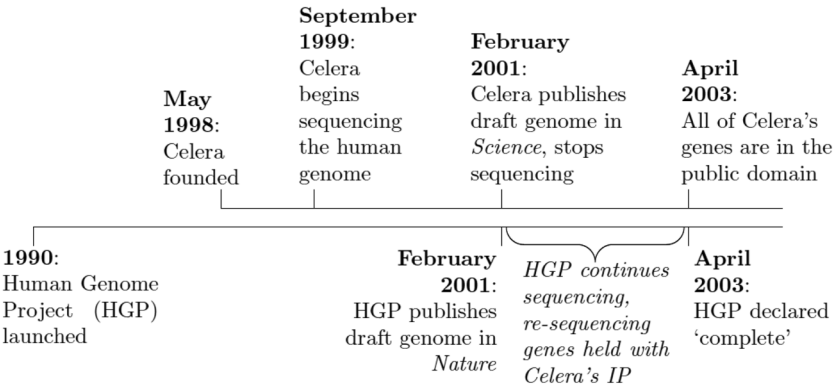 September
1999:
Celera
begins
sequencing
the human
genome
February
2001:
Celera publishes
draft genome in
Science, stops
sequencing
April
2003:
All of Celera's
genes are in the
public domain
May
1998:
Celera
founded
1990:
Human Genome
Project (HGP)
launched
February
2001:
HGP publishes
draft genome in
Nature
HGP continues
sequencing,
re-sequencing
genes held with
Celera's IP
April
2003:
HGP declared
‘complete’